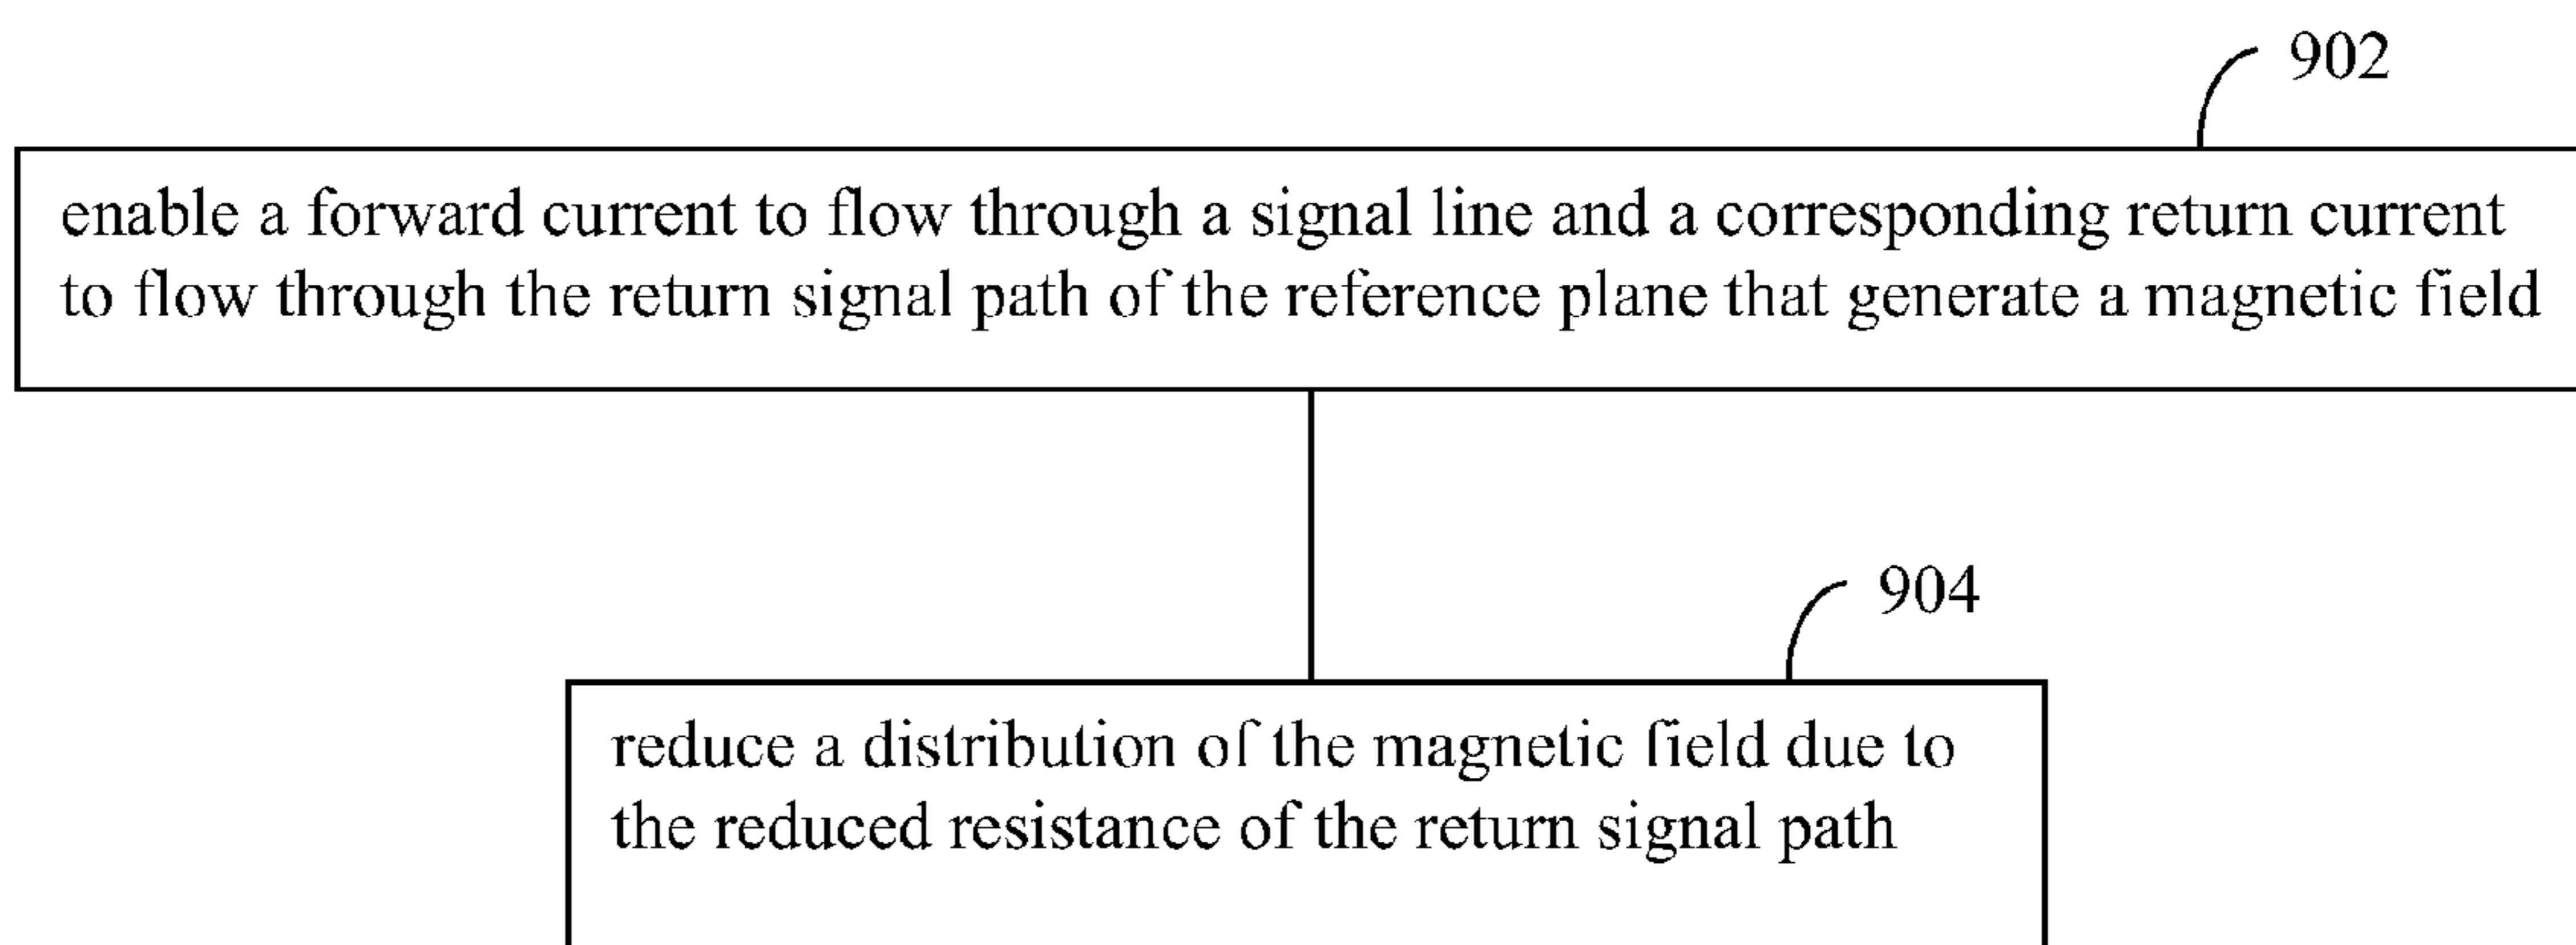 902
enable a forward current to flow through a signal line and a corresponding return current
to flow through the return signal path of the reference plane that generate a magnetic field
904
reduce a distribution of the magnetic field due to
the reduced resistance of the return signal path